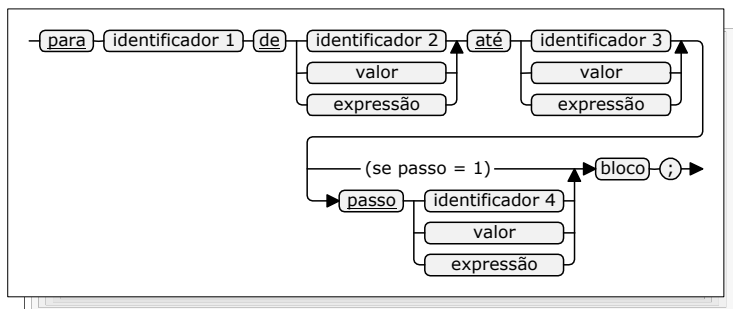 para identificador 1 de identificador 2 até identificador 3
valor valor
expressão expressão
(se passo = 1) bloco ;
passo identificador 4
valor
expressão